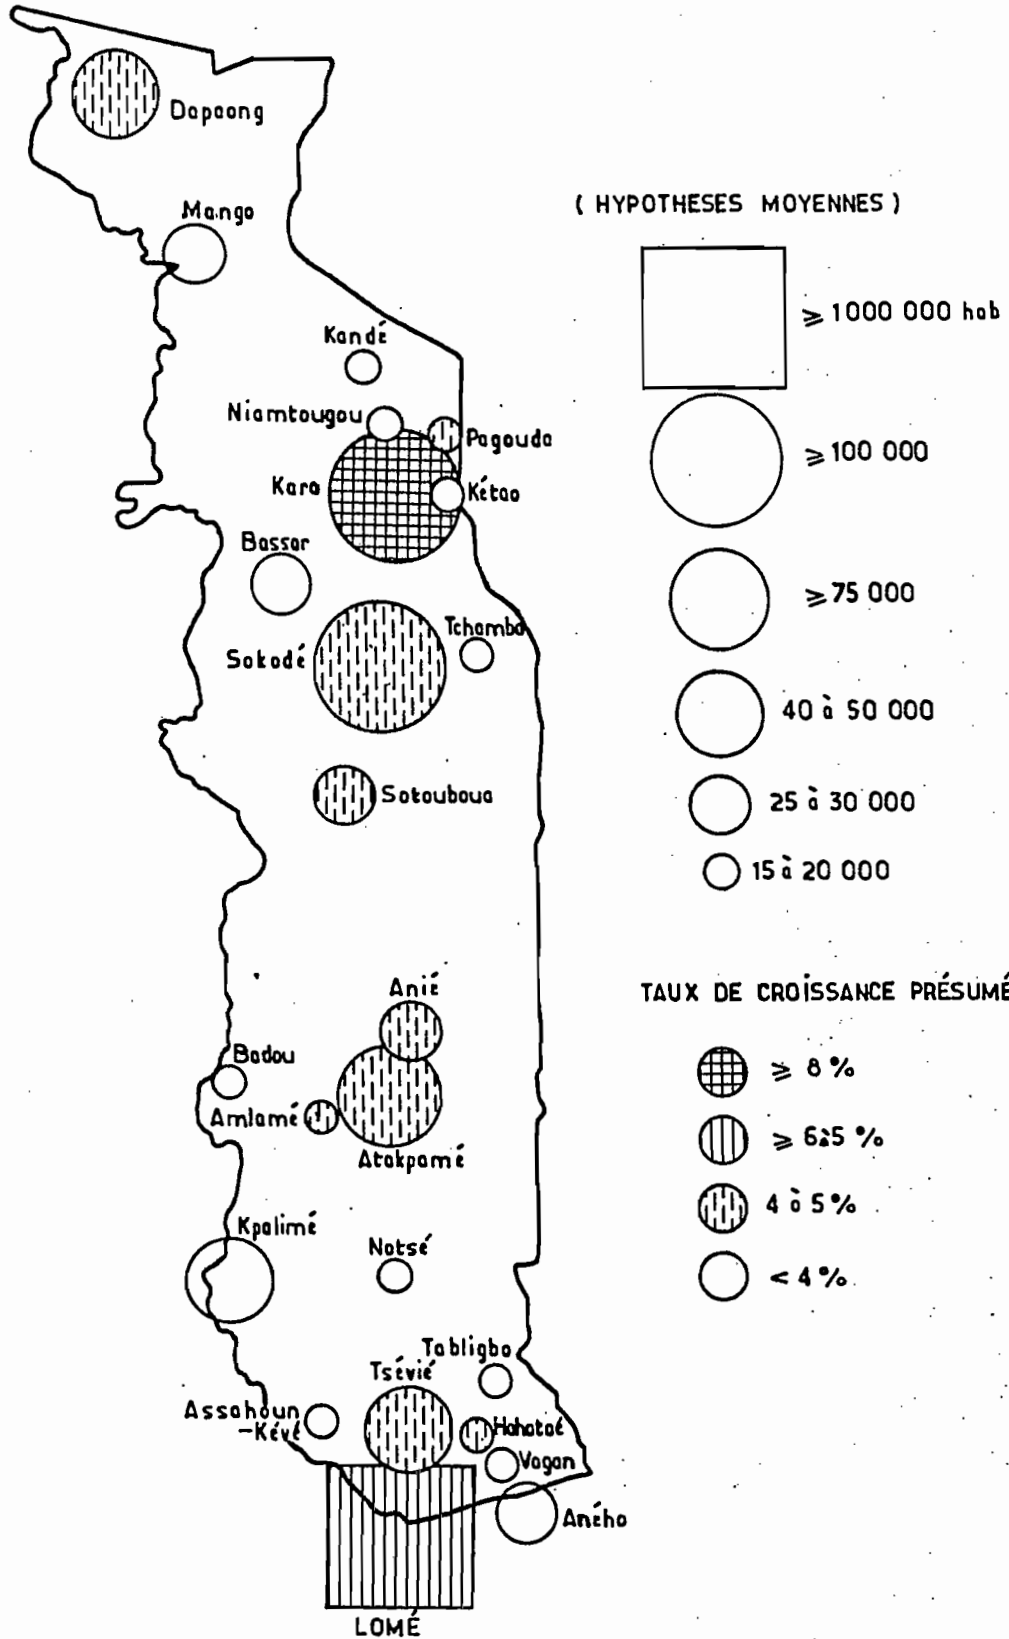 Dapaong
Mango
( HYPOTHESES MOYENNES )
≥ 1000 000 hab
Kandé
Niamtougou
Pagouda
≥ 100 000
Kara
Kétao
Bassar
≥ 75 000
Tchamba
Sokodé
40 à 50 000
Sotouboua
25 à 30 000
15 à 20 000
Anié
TAUX DE CROISSANCE PRÉSUMÉ
Badou
≥ 8 %
Amlamé
≥ 6à5 %
Atakpamé
4 à 5%
Kpalimé
Notsé
< 4 %
Tabligbo
Tsévié
Assahoun
-Kévé
Hahotoé
Vogan
Aného
LOMÉ